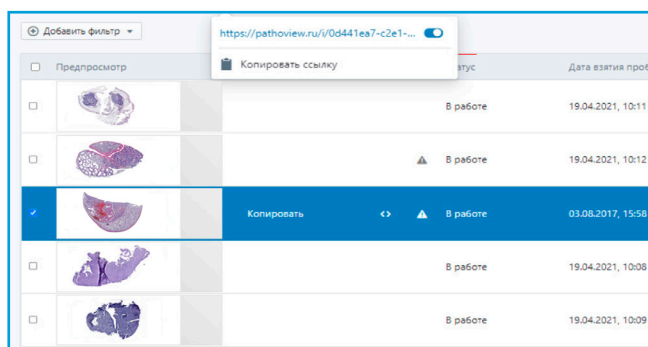 Добавить фильтр
https://pathoview.ru/i/0d441ea7-c2e1-...
Копировать ссылку
Предпросмотр
Дата взятия проб
В работе 19.04.2021, 10:11
В работе 19.04.2021, 10:12
Копировать <> В работе 03.08.2017, 15:58
В работе 19.04.2021, 10:08
В работе 19.04.2021, 10:09